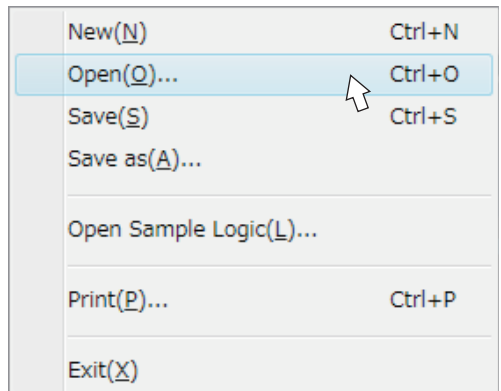 New(N) Ctrl+N
Open(O)... Ctrl+O
Save(S) Ctrl+S
Save as(A)...
Open Sample Logic(L)...
Print(P)... Ctrl+P
Exit(X)